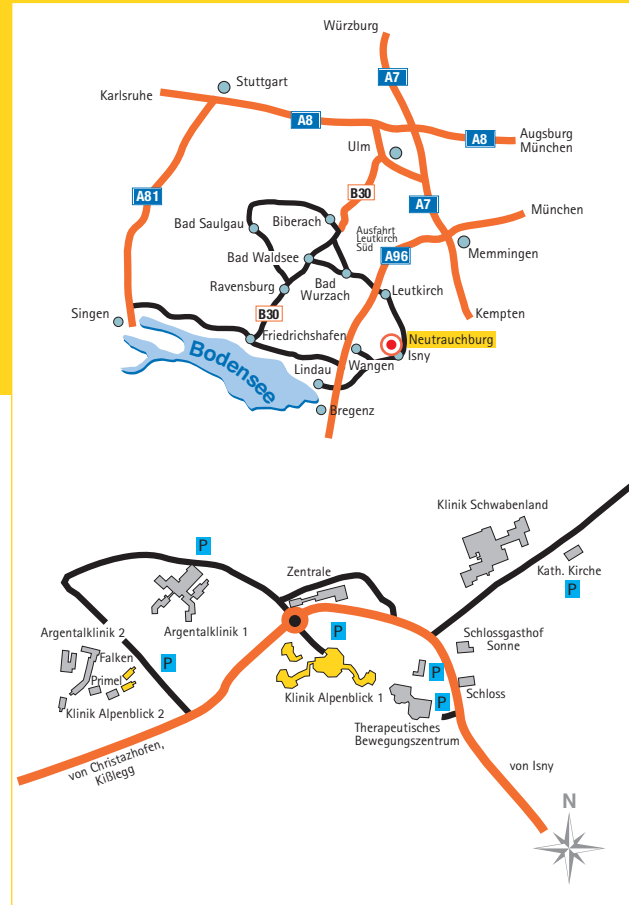 Würzburg
A7
Stuttgart
Karlsruhe
A8
A8
Augsburg
München
Ulm
A81
B30
A7
München
Biberach
Bad Saulgau
Ausfahrt
Leutkirch
Süd
Memmingen
A96
Bad Waldsee
Bad
Wurzach
Ravensburg
Leutkirch
Singen
B30
Kempten
Friedrichshafen
Neutrauchburg
Bodensee
Isny
Wangen
Lindau
Bregenz
Klinik Schwabenland
P
Zentrale
Kath. Kirche
P
Argentalklinik 2
Argentalklinik 1
P
Schlossgasthof
Sonne
Falken
P
P
Primel
Klinik Alpenblick 1
Schloss
P
Klinik Alpenblick 2
Therapeutisches
Bewegungszentrum
von Christazhofen,
Kißlegg
von Isny
N